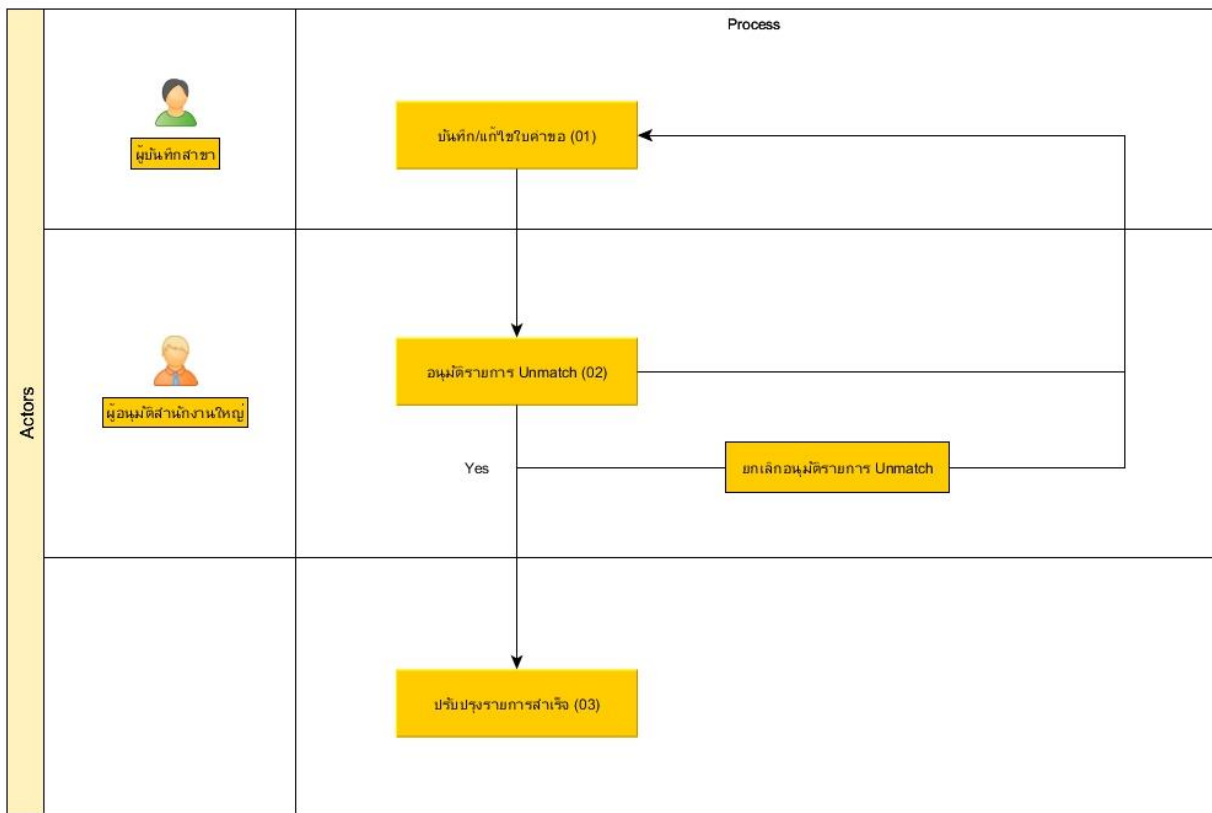 Process
Actors
ผู้บันทึกสาขา
บันทึก/แก้ไขใบคำขอ (01)
ผู้อนุมัติสำนักงานใหญ่
อนุมัติรายการ Unmatch (02)
Yes
ยกเลิกอนุมัติรายการ Unmatch
ปรับปรุงรายการสำเร็จ (03)